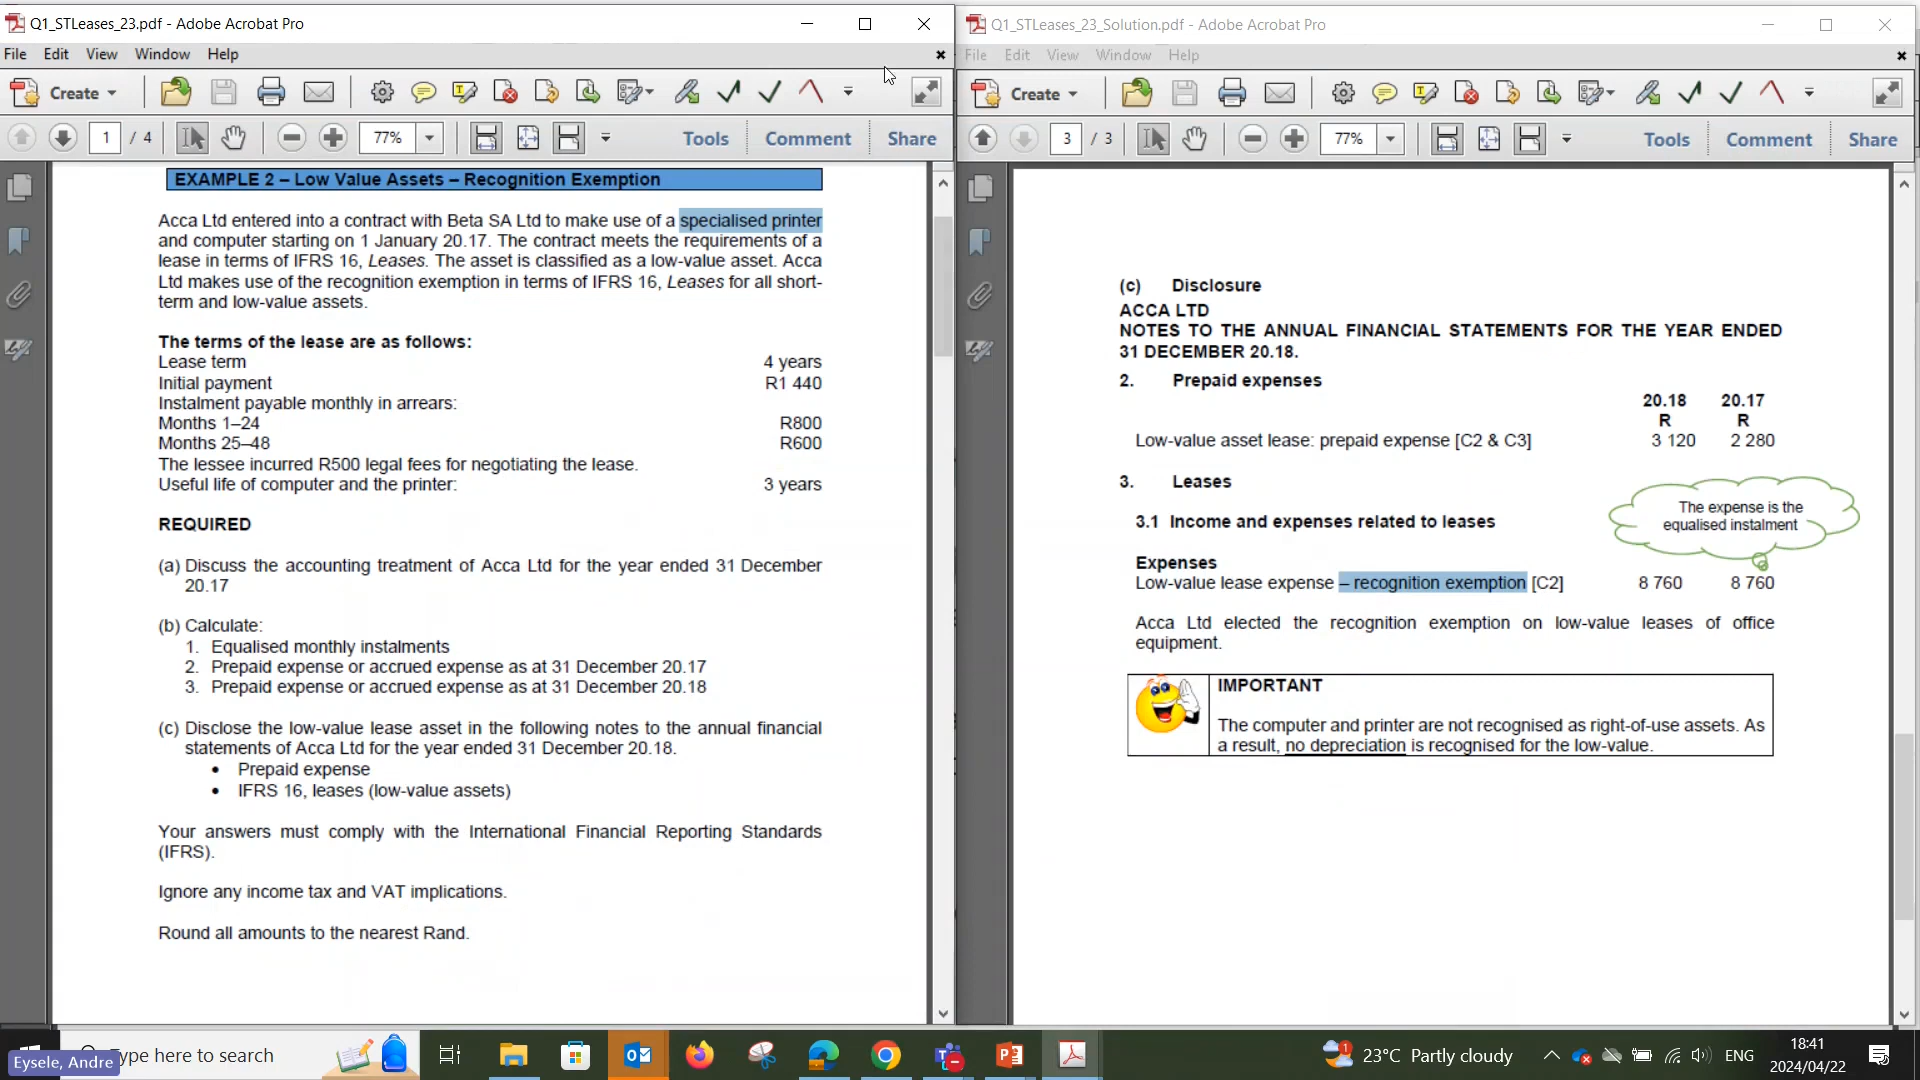 Q1_STLeases_23.pdf - Adobe Acrobat Pro
File Edit View Window Help
Create
1 / 4
77%
Tools
Comment
Share
EXAMPLE 2 – Low Value Assets – Recognition Exemption
Acca Ltd entered into a contract with Beta SA Ltd to make use of a specialised printer
and computer starting on 1 January 20.17. The contract meets the requirements of a
lease in terms of IFRS 16, Leases. The asset is classified as a low-value asset. Acca
Ltd makes use of the recognition exemption in terms of IFRS 16, Leases for all short-
term and low-value assets.
The terms of the lease are as follows:
Lease term 4 years
Initial payment R1 440
Instalment payable monthly in arrears:
Months 1–24 R800
Months 25–48 R600
The lessee incurred R500 legal fees for negotiating the lease.
Useful life of computer and the printer: 3 years
REQUIRED
(a) Discuss the accounting treatment of Acca Ltd for the year ended 31 December
20.17
(b) Calculate:
1. Equalised monthly instalments
2. Prepaid expense or accrued expense as at 31 December 20.17
3. Prepaid expense or accrued expense as at 31 December 20.18
(c) Disclose the low-value lease asset in the following notes to the annual financial
statements of Acca Ltd for the year ended 31 December 20.18.
• Prepaid expense
• IFRS 16, leases (low-value assets)
Your answers must comply with the International Financial Reporting Standards
(IFRS).
Ignore any income tax and VAT implications.
Round all amounts to the nearest Rand.
Q1_STLeases_23_Solution.pdf - Adobe Acrobat Pro
File Edit View Window Help
Create
3 / 3
77%
Tools
Comment
Share
(c) Disclosure
ACCA LTD
NOTES TO THE ANNUAL FINANCIAL STATEMENTS FOR THE YEAR ENDED
31 DECEMBER 20.18.
2. Prepaid expenses
20.18 20.17
R R
Low-value asset lease: prepaid expense [C2 & C3] 3 120 2 280
3. Leases
The expense is the
equalised instalment
3.1 Income and expenses related to leases
Expenses
Low-value lease expense – recognition exemption [C2] 8 760 8 760
Acca Ltd elected the recognition exemption on low-value leases of office
equipment.
IMPORTANT
The computer and printer are not recognised as right-of-use assets. As
a result, no depreciation is recognised for the low-value.
Eysele, Andre
Type here to search
23°C Partly cloudy
ENG
18:41
2024/04/22